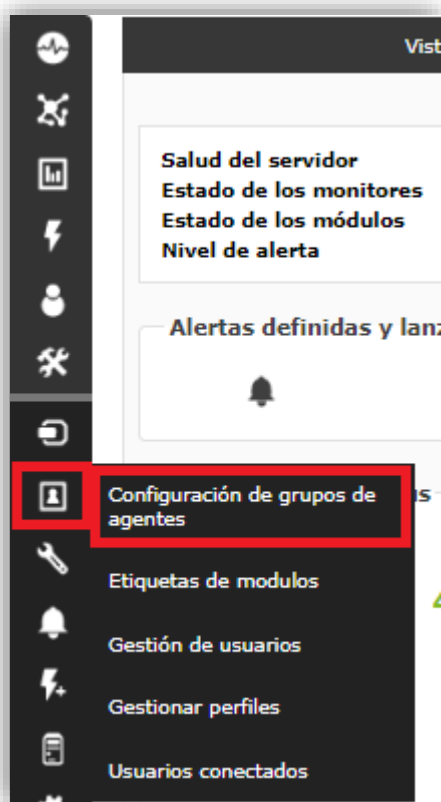 Vist
Salud del servidor
Estado de los monitores
Estado de los módulos
Nivel de alerta
Alertas definidas y lanz
Configuración de grupos de
agentes
Etiquetas de modulos
Gestión de usuarios
Gestionar perfiles
Usuarios conectados